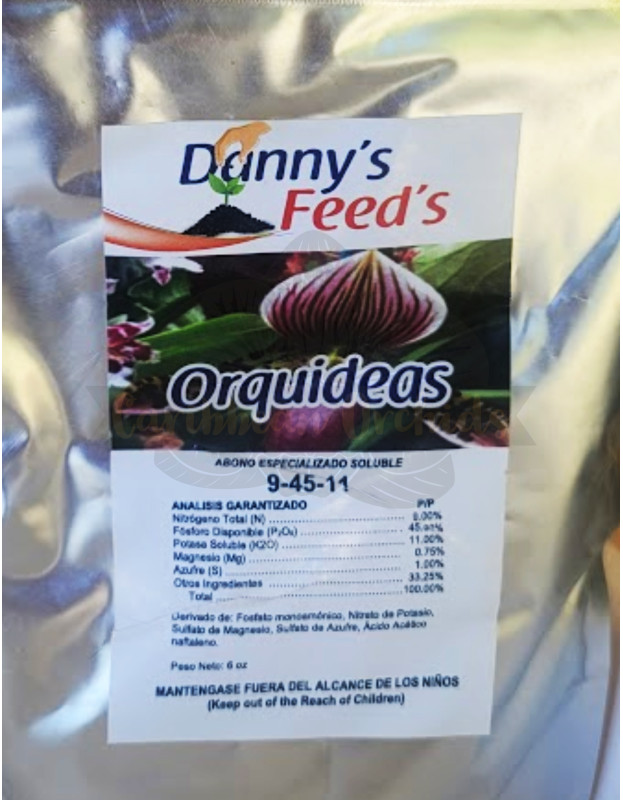 Danny's
Feed's
Orquideas
ABONO ESPECIALIZADO SOLUBLE
9-45-11
ANALISIS GARANTIZADO P/P
Nitrógeno Total (N)
Fósforo Disponible (P₂O₅)
Potasa Soluble (K2O) 11.00%
Magnesio (Mg) 0.75%
Azufre (S) 1.00%
Otros Ingredientes 33.25%
Total 100.00%
Derivado de: Fosfato monoamónico, Nitrato de Potasio,
Sulfato de Magnesio, Sulfato de Azufre, Ácido Acético
naftaleno.
Peso Neto: 6 oz
MANTENGASE FUERA DEL ALCANCE DE LOS NIÑOS
(Keep out of the Reach of Children)